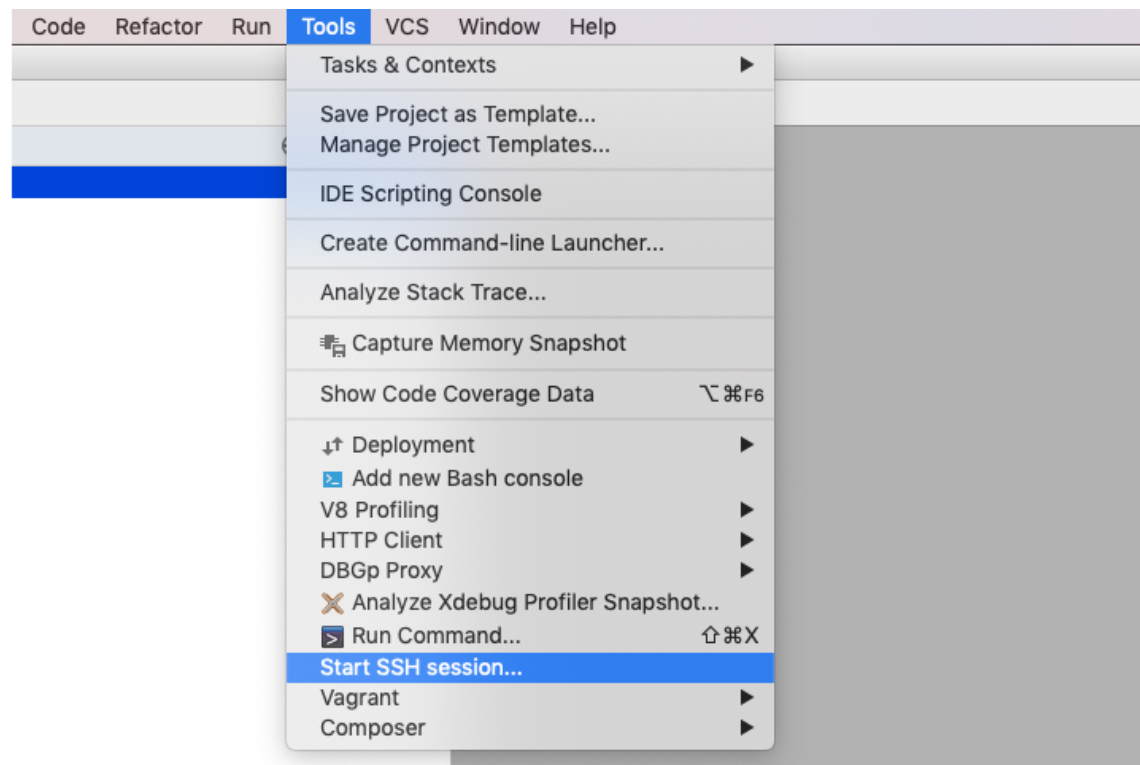 Code Refactor Run Tools VCS Window Help
Tasks & Contexts
Save Project as Template...
Manage Project Templates...
IDE Scripting Console
Create Command-line Launcher...
Analyze Stack Trace...
Capture Memory Snapshot
Show Code Coverage Data ⌥⌘F6
Deployment
Add new Bash console
V8 Profiling
HTTP Client
DBGp Proxy
Analyze Xdebug Profiler Snapshot...
Run Command... ⇧⌘X
Start SSH session...
Vagrant
Composer